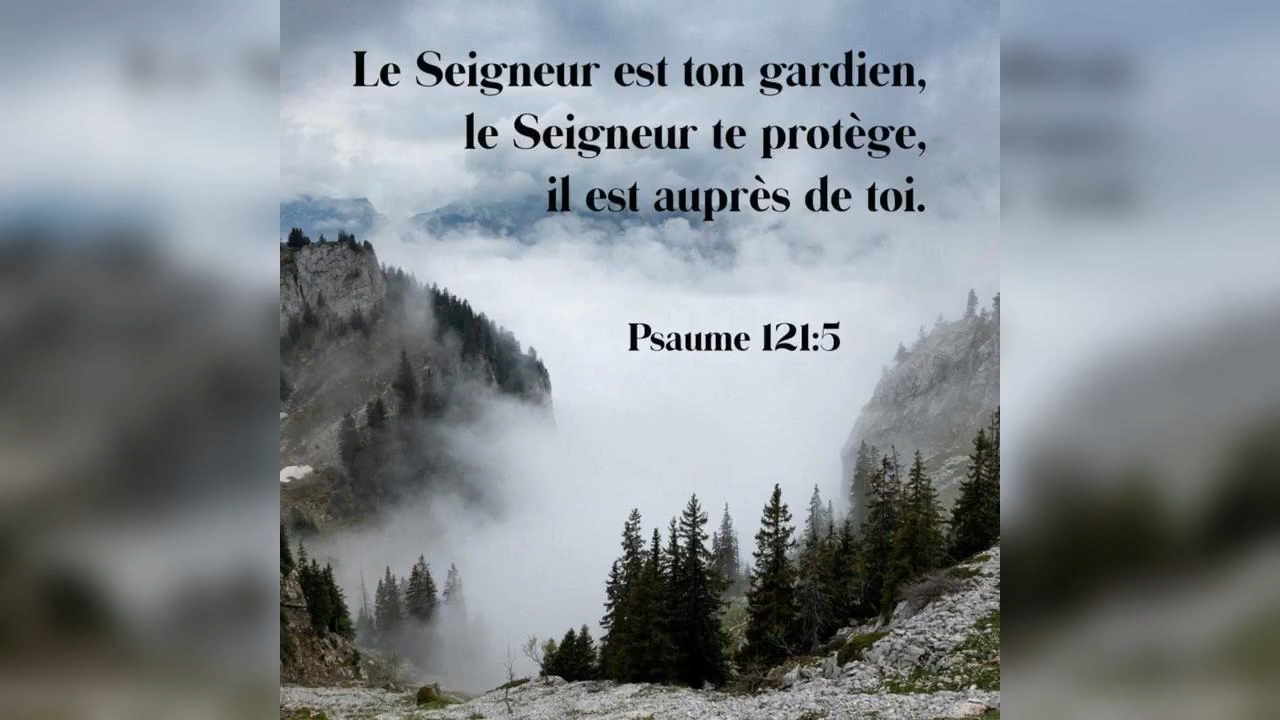 Le Seigneur est ton gardien,
le Seigneur te protège,
il est auprès de toi.
Psaume 121:5